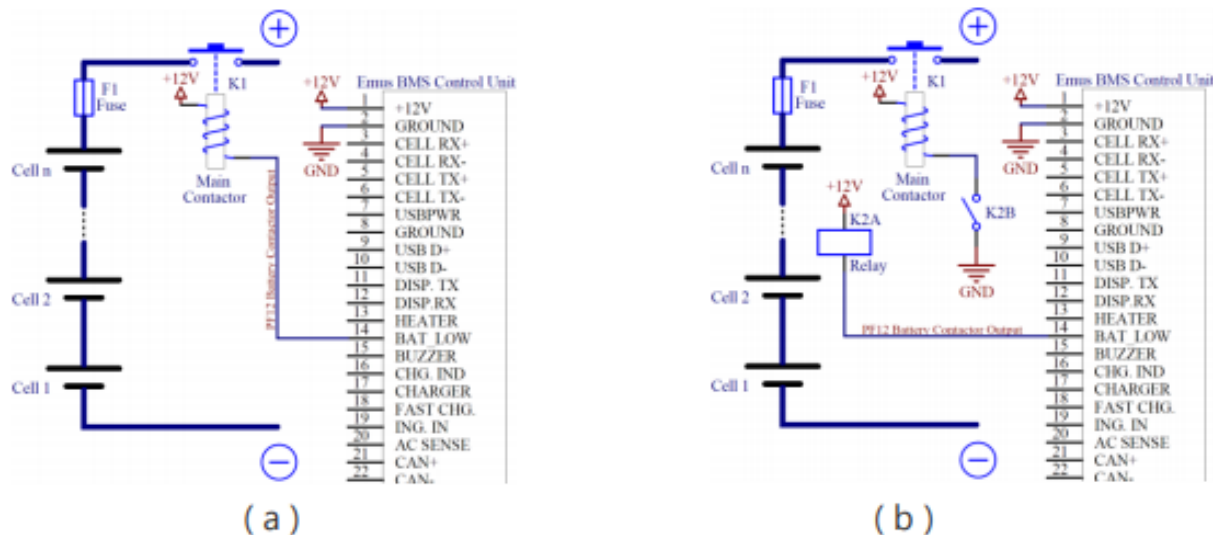 +12V
K1
F1
Fuse
+12V
Emus BMS Control Unit
Cell n
Main
Contactor
GND
PF12 Battery Contactor Output
Cell 2
Cell 1
1
+12V
2
GROUND
3
CELL RX+
4
CELL RX-
5
CELL TX+
6
CELL TX-
7
USBPWR
8
GROUND
9
USB D+
10
USB D-
11
DISP. TX
12
DISP.RX
13
HEATER
14
BAT_LOW
15
BUZZER
16
CHG. IND
17
CHARGER
18
FAST CHG.
19
ING. IN
20
AC SENSE
21
CAN+
22
CAN-
( a )
+12V
K1
F1
Fuse
+12V
Emus BMS Control Unit
Cell n
Main
Contactor
GND
+12V
K2A
Relay
K2B
GND
PF12 Battery Contactor Output
Cell 2
Cell 1
1
+12V
2
GROUND
3
CELL RX+
4
CELL RX-
5
CELL TX+
6
CELL TX-
7
USBPWR
8
GROUND
9
USB D+
10
USB D-
11
DISP. TX
12
DISP.RX
13
HEATER
14
BAT_LOW
15
BUZZER
16
CHG. IND
17
CHARGER
18
FAST CHG.
19
ING. IN
20
AC SENSE
21
CAN+
22
CAN-
( b )